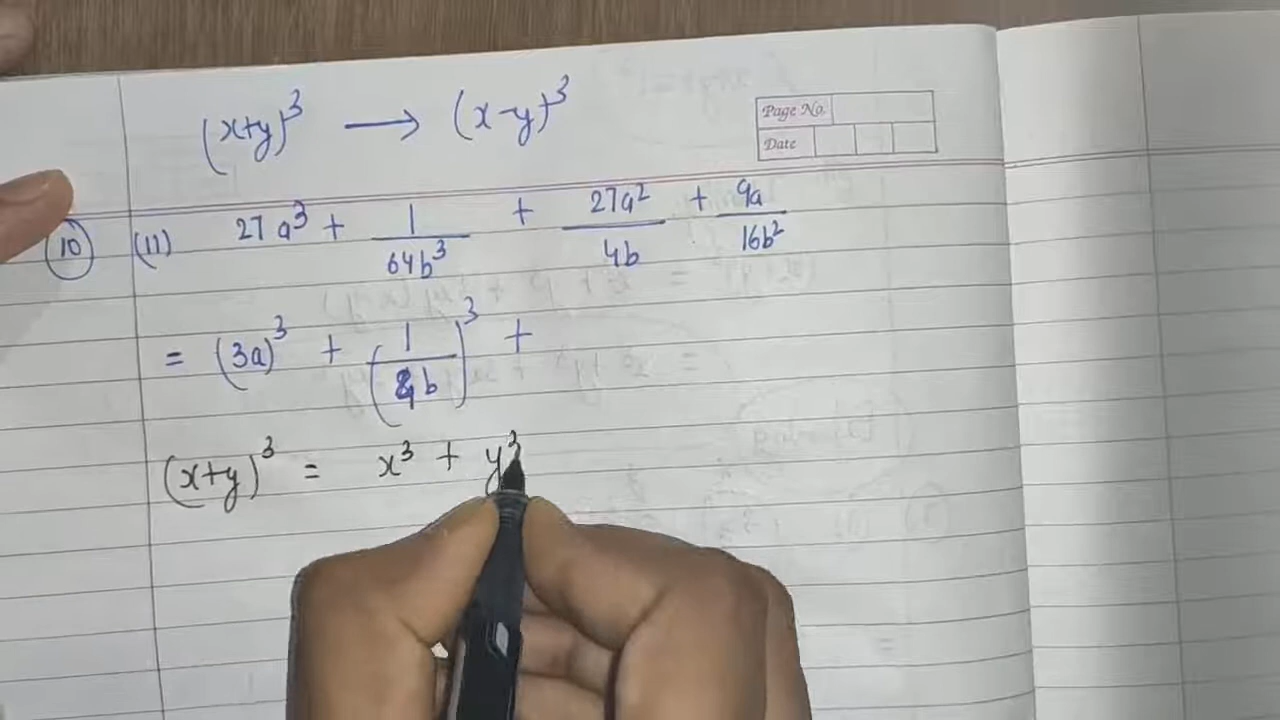 (x+y)³ → (x-y)³
Page No.
Date
10 (11) 27a³ + 1/64b³ + 27a²/4b + 9a/16b²
= (3a)³ + (1/4b)³ +
(x+y)³ = x³ + y³